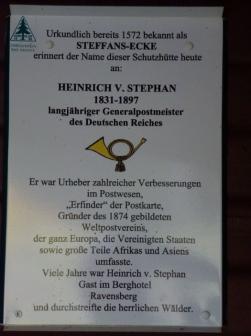 Urkundlich bereits 1572 bekannt als
STEFFANS-ECKE
erinnert der Name dieser Schutzhütte heute
an:
HEINRICH V. STEPHAN
1831-1897
langjähriger Generalpostmeister
des Deutschen Reiches
Er war Urheber zahlreicher Verbesserungen
im Postwesen,
„Erfinder" der Postkarte,
Gründer des 1874 gebildeten
Weltpostvereins,
der ganz Europa, die Vereinigten Staaten
sowie große Teile Afrikas und Asiens
umfasste.
Viele Jahre war Heinrich v. Stephan
Gast im Berghotel
Ravensberg
und durchstreifte die herrlichen Wälder.